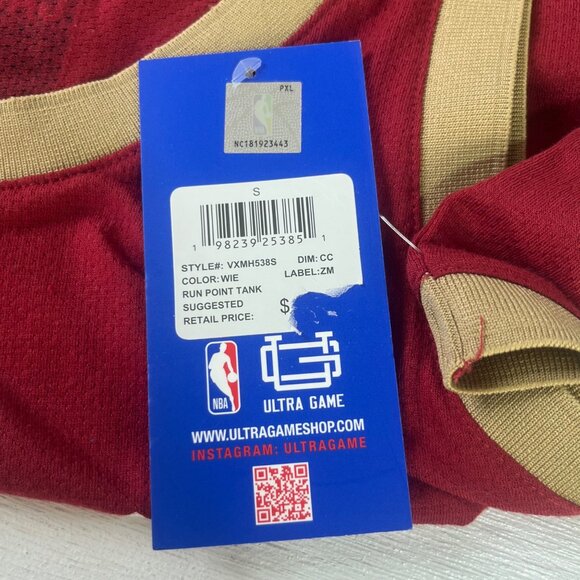 PXL
NC181923443
S
1 98239 25385 1
STYLE#: VXMH538S DIM:CC
COLOR:WIE LABEL:ZM
RUN POINT TANK
SUGGESTED
RETAIL PRICE: $
NBA
ULTRA GAME
WWW.ULTRAGAMESHOP.COM
INSTAGRAM: ULTRAGAME